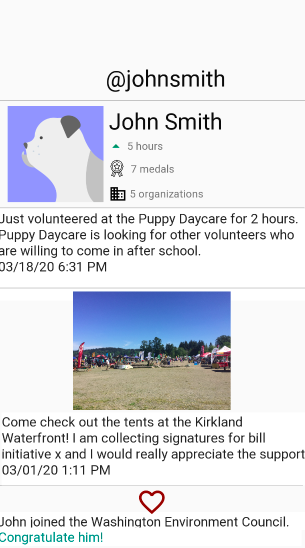 @johnsmith
John Smith
5 hours
7 medals
5 organizations
Just volunteered at the Puppy Daycare for 2 hours.
Puppy Daycare is looking for other volunteers who
are willing to come in after school.
03/18/20 6:31 PM
Come check out the tents at the Kirkland
Waterfront! I am collecting signatures for bill
initiative x and I would really appreciate the support
03/01/20 1:11 PM
John joined the Washington Environment Council.
Congratulate him!